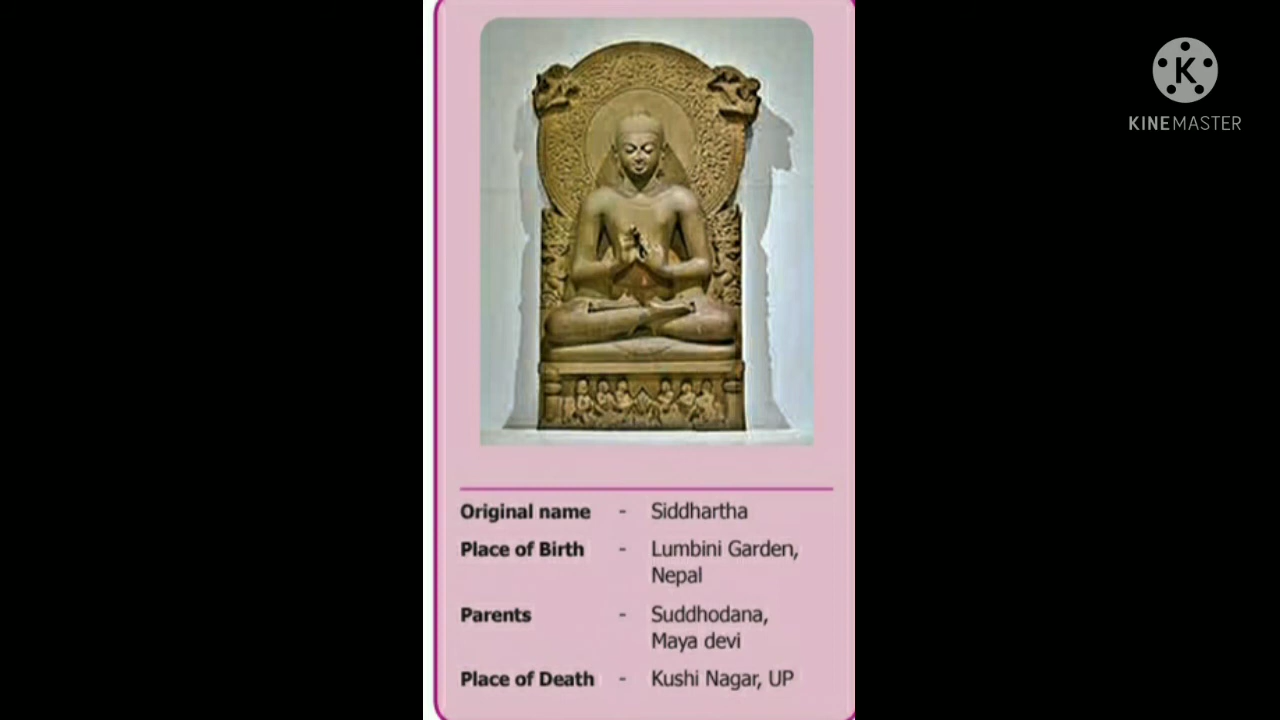 KINEMASTER
Original name - Siddhartha
Place of Birth - Lumbini Garden,
Nepal
Parents - Suddhodana,
Maya devi
Place of Death - Kushi Nagar, UP